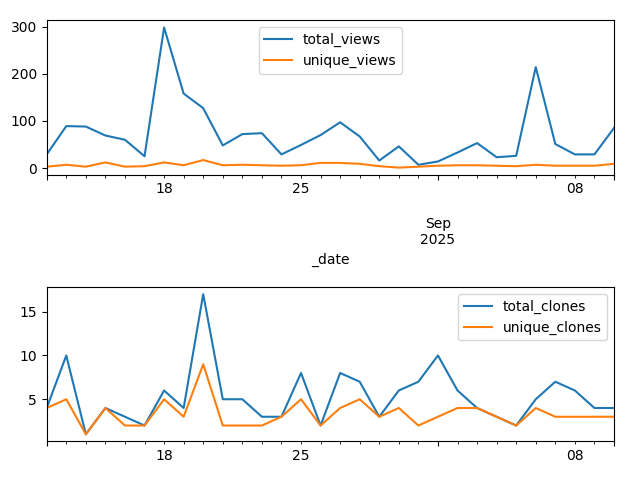 300
200
100
0
total_views
unique_views
18
25
08
Sep
2025
_date
15
10
5
total_clones
unique_clones
18
25
08